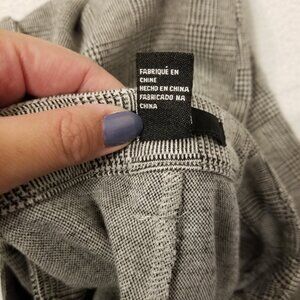 FABRIQUÉ EN
CHINE
HECHO EN CHINA
FABRICADO NA
CHINA